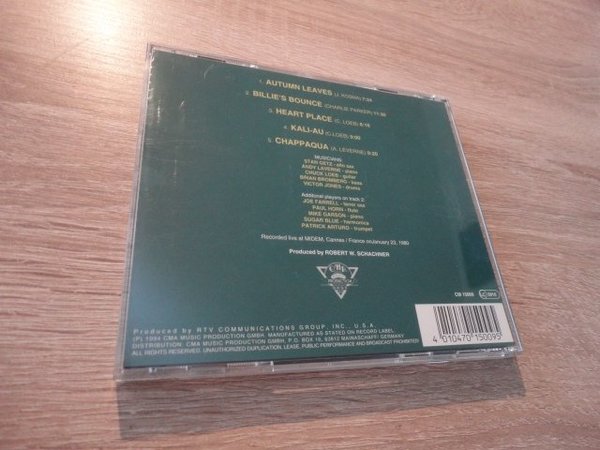 1. AUTUMN LEAVES (J. KOSMA) 7:34
2. BILLIE'S BOUNCE (CHARLIE PARKER) 11:38
3. HEART PLACE (C. LOEB) 8:16
4. KALI-AU (C.LOEB) 9:00
5. CHAPPAQUA (A. LEVERNE) 9:20
MUSICIANS:
STAN GETZ - alto sax
ANDY LAVERNE - piano
CHUCK LOEB - guitar
BRIAN BROMBERG - bass
VICTOR JONES - drums
Additional players on track 2:
JOE FARRELL - tenor sax
PAUL HORN - flute
MIKE GARSON - piano
SUGAR BLUE - harmonica
PATRICK ARTURO - trumpet
Recorded live at MIDEM, Cannes / France on January 23, 1980
Produced by ROBERT W. SCHACHNER
CMA
Produced by RTV COMMUNICATIONS GROUP, INC., U.S.A.
(P) 1994 CMA MUSIC PRODUCTION GMBH. MANUFACTURED AS STATED ON RECORD LABEL.
DISTRIBUTION: CMA MUSIC PRODUCTION GMBH, P.O. BOX 10, 63812 MAINASCHAFF/ GERMANY
ALL RIGHTS RESERVED. UNAUTHORIZED DUPLICATION, LEASE, PUBLIC PERFORMANCE AND BROADCAST PROHIBITED!
4 010470 150095